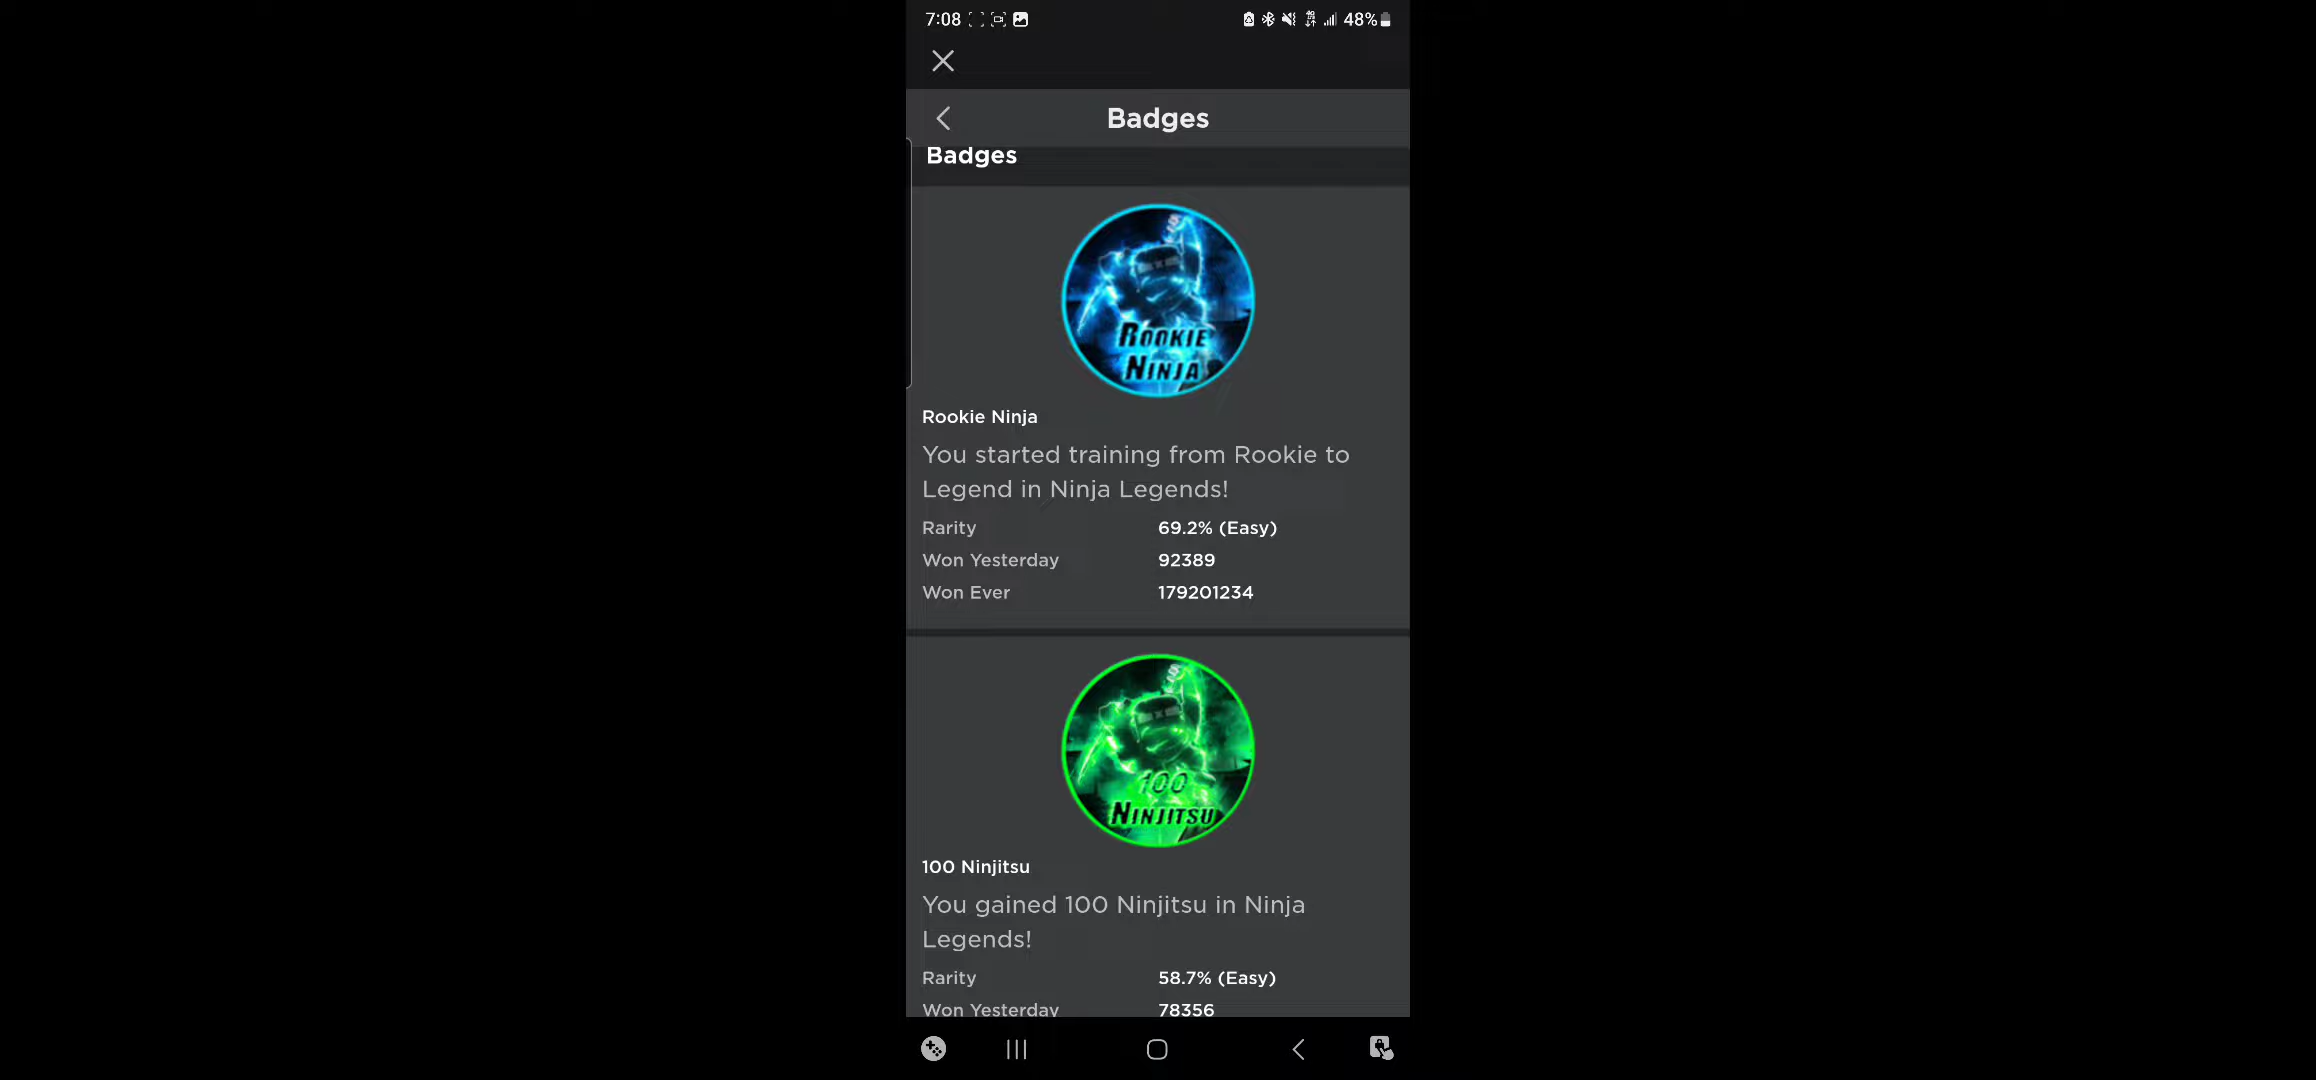 7:08
48%
Badges
Badges
ROOKIE
NINJA
Rookie Ninja
You started training from Rookie to
Legend in Ninja Legends!
Rarity 69.2% (Easy)
Won Yesterday 92389
Won Ever 179201234
100
NINJITSU
100 Ninjitsu
You gained 100 Ninjitsu in Ninja
Legends!
Rarity 58.7% (Easy)
Won Yesterday 78356